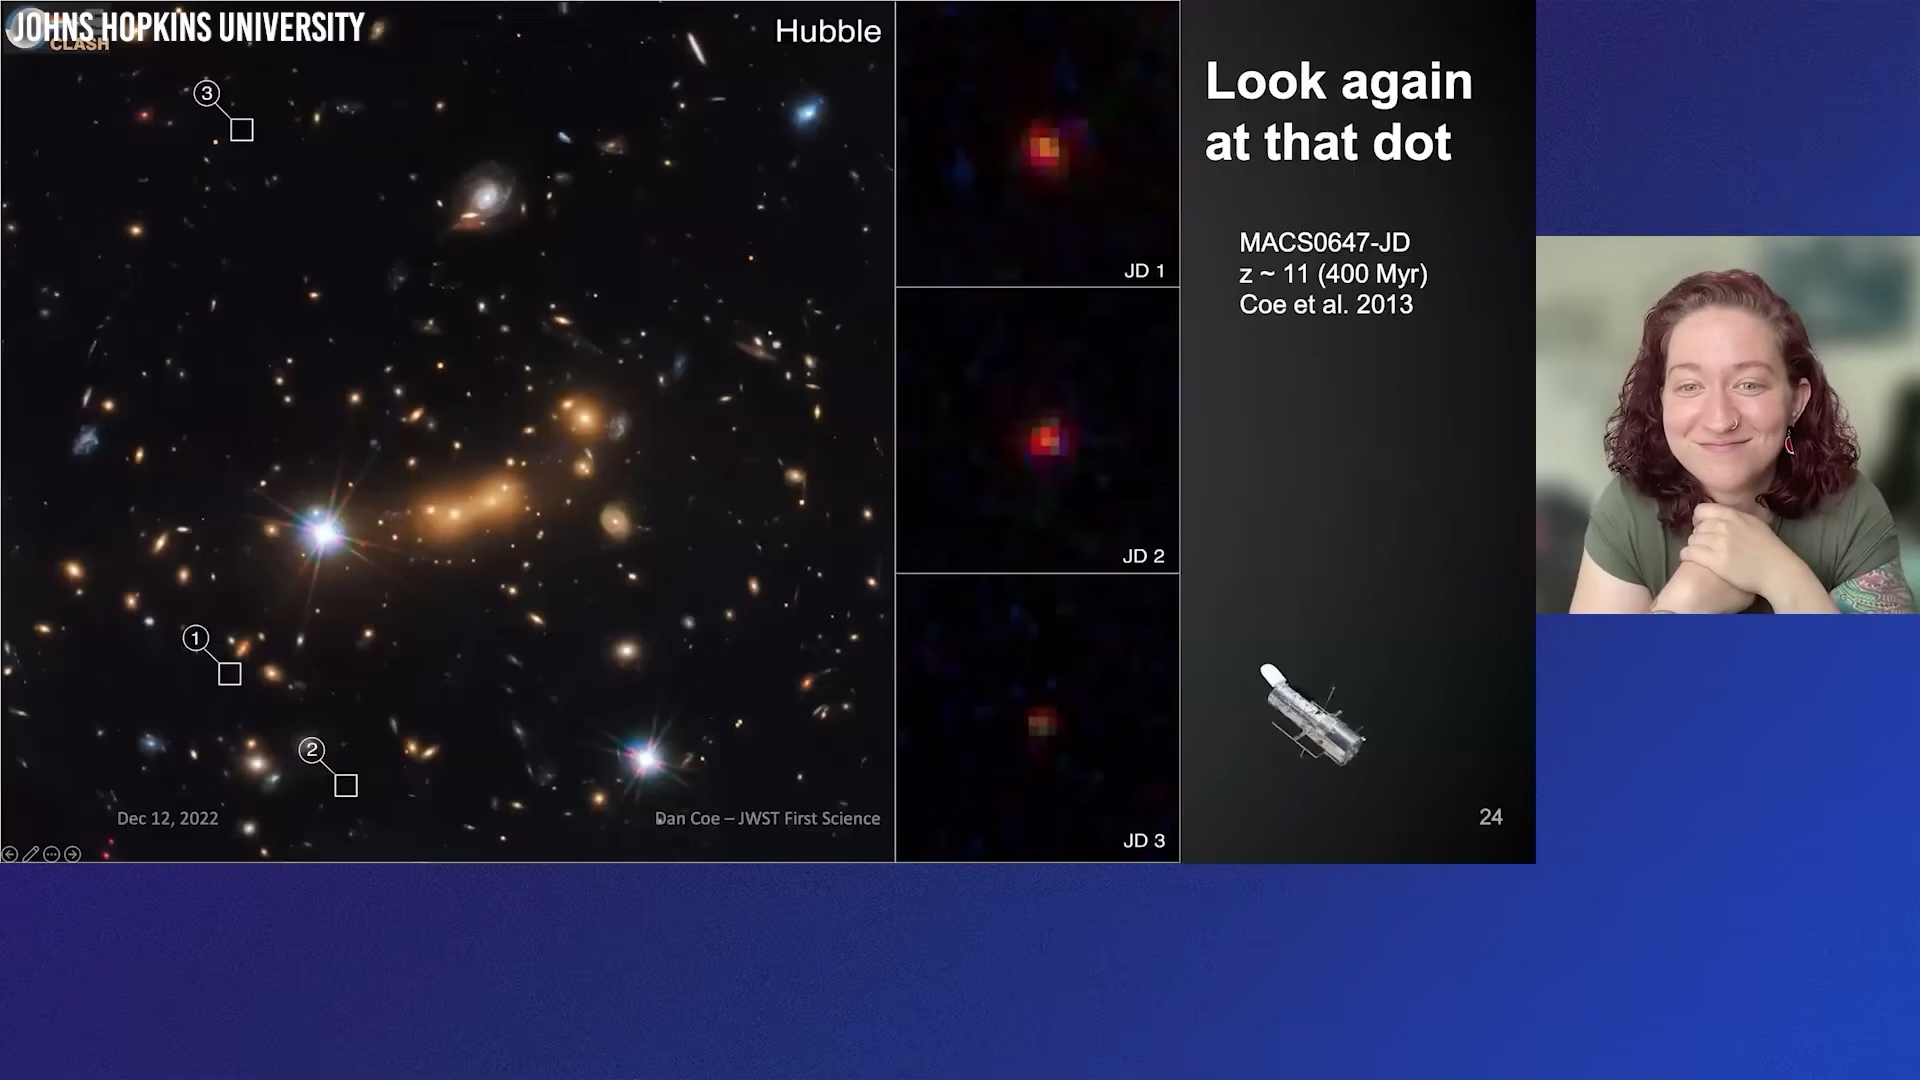 JOHNS HOPKINS UNIVERSITY
CLASH
Hubble
3
1
2
Dec 12, 2022
Dan Coe – JWST First Science
JD 1
JD 2
JD 3
Look again
at that dot
MACS0647-JD
z ~ 11 (400 Myr)
Coe et al. 2013
24